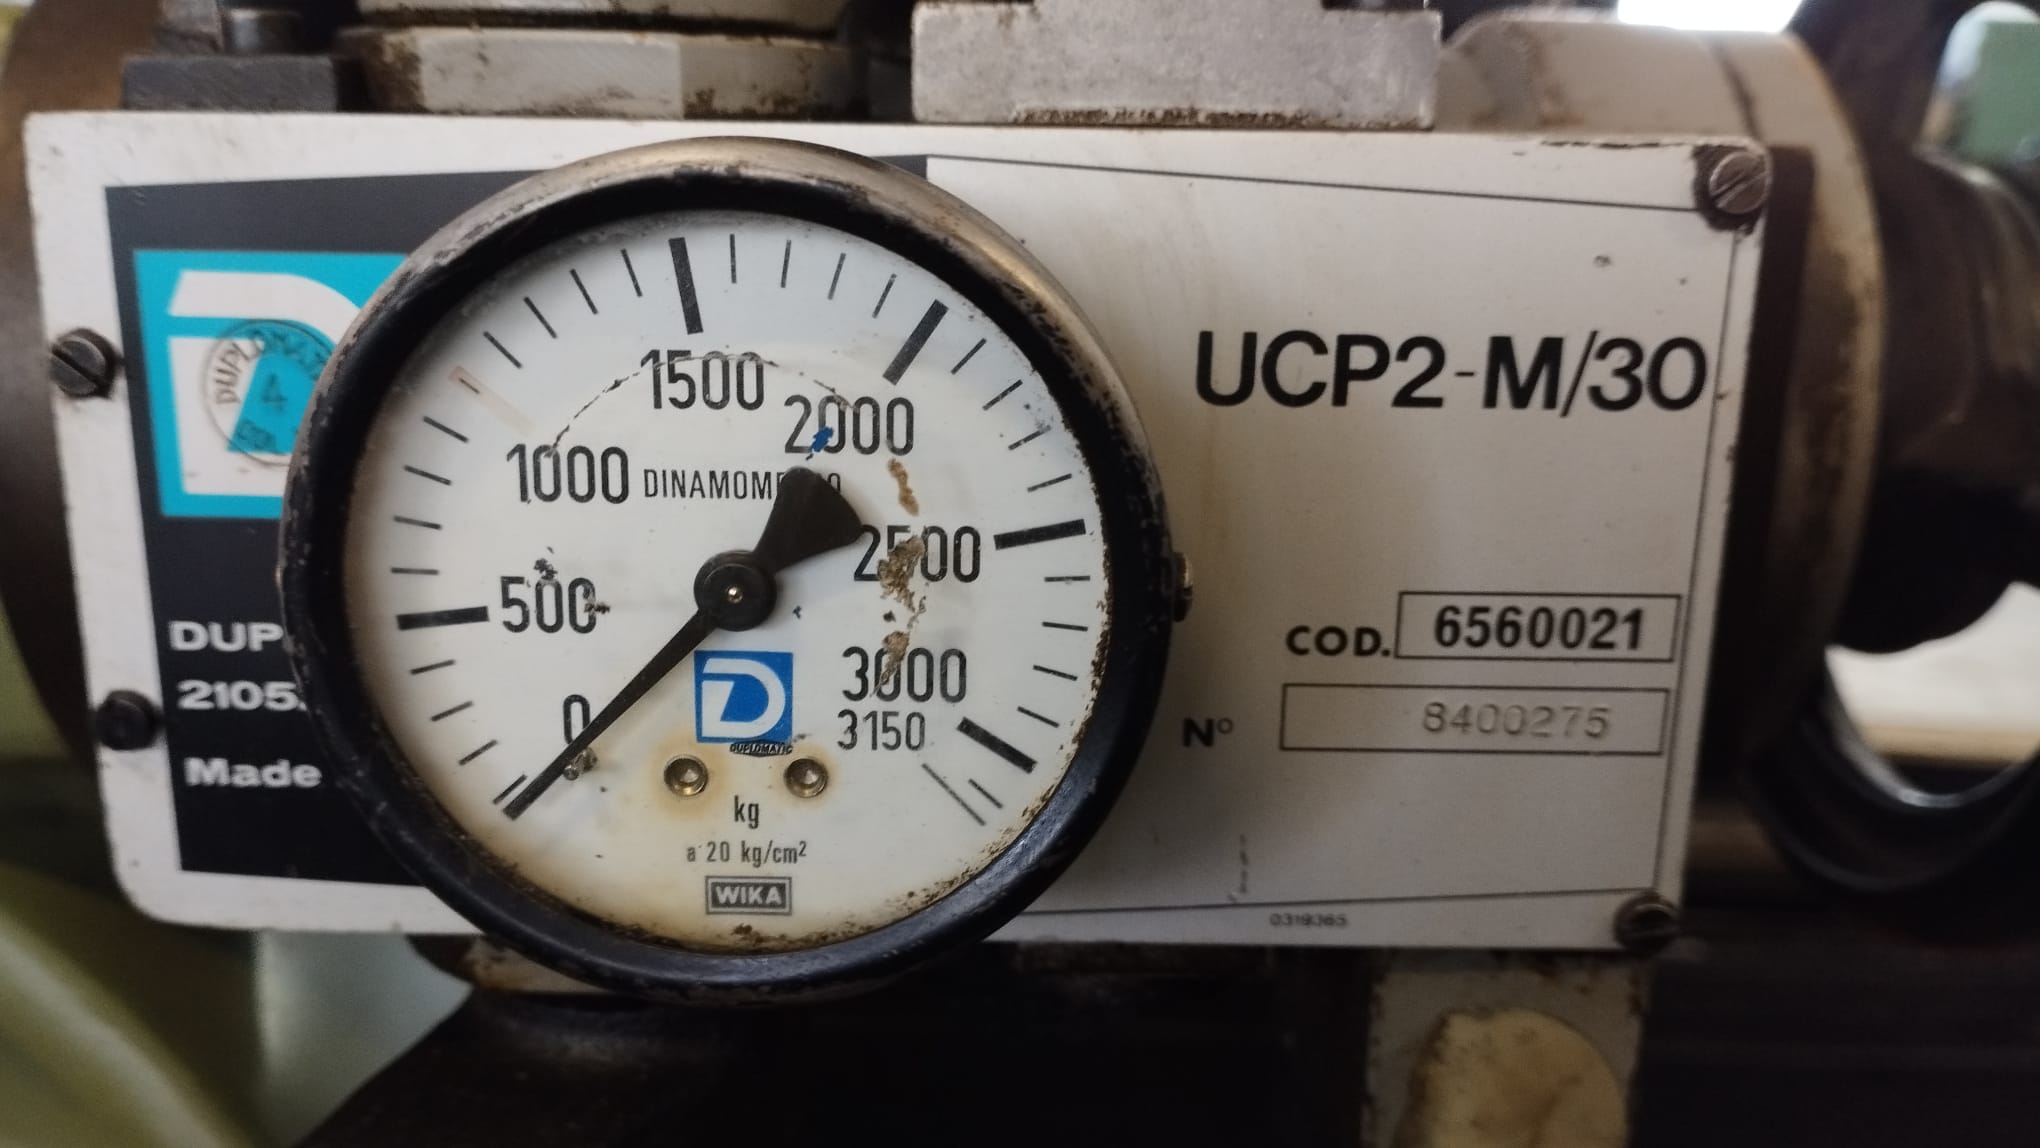 UCP2-M/30
1500
2000
1000
2500
500
3000
0
3150
DUPLOMATIC
kg
a 20 kg/cm²
WIKA
COD. 6560021
Nº 8400275
0319365
DUP
2105
Made